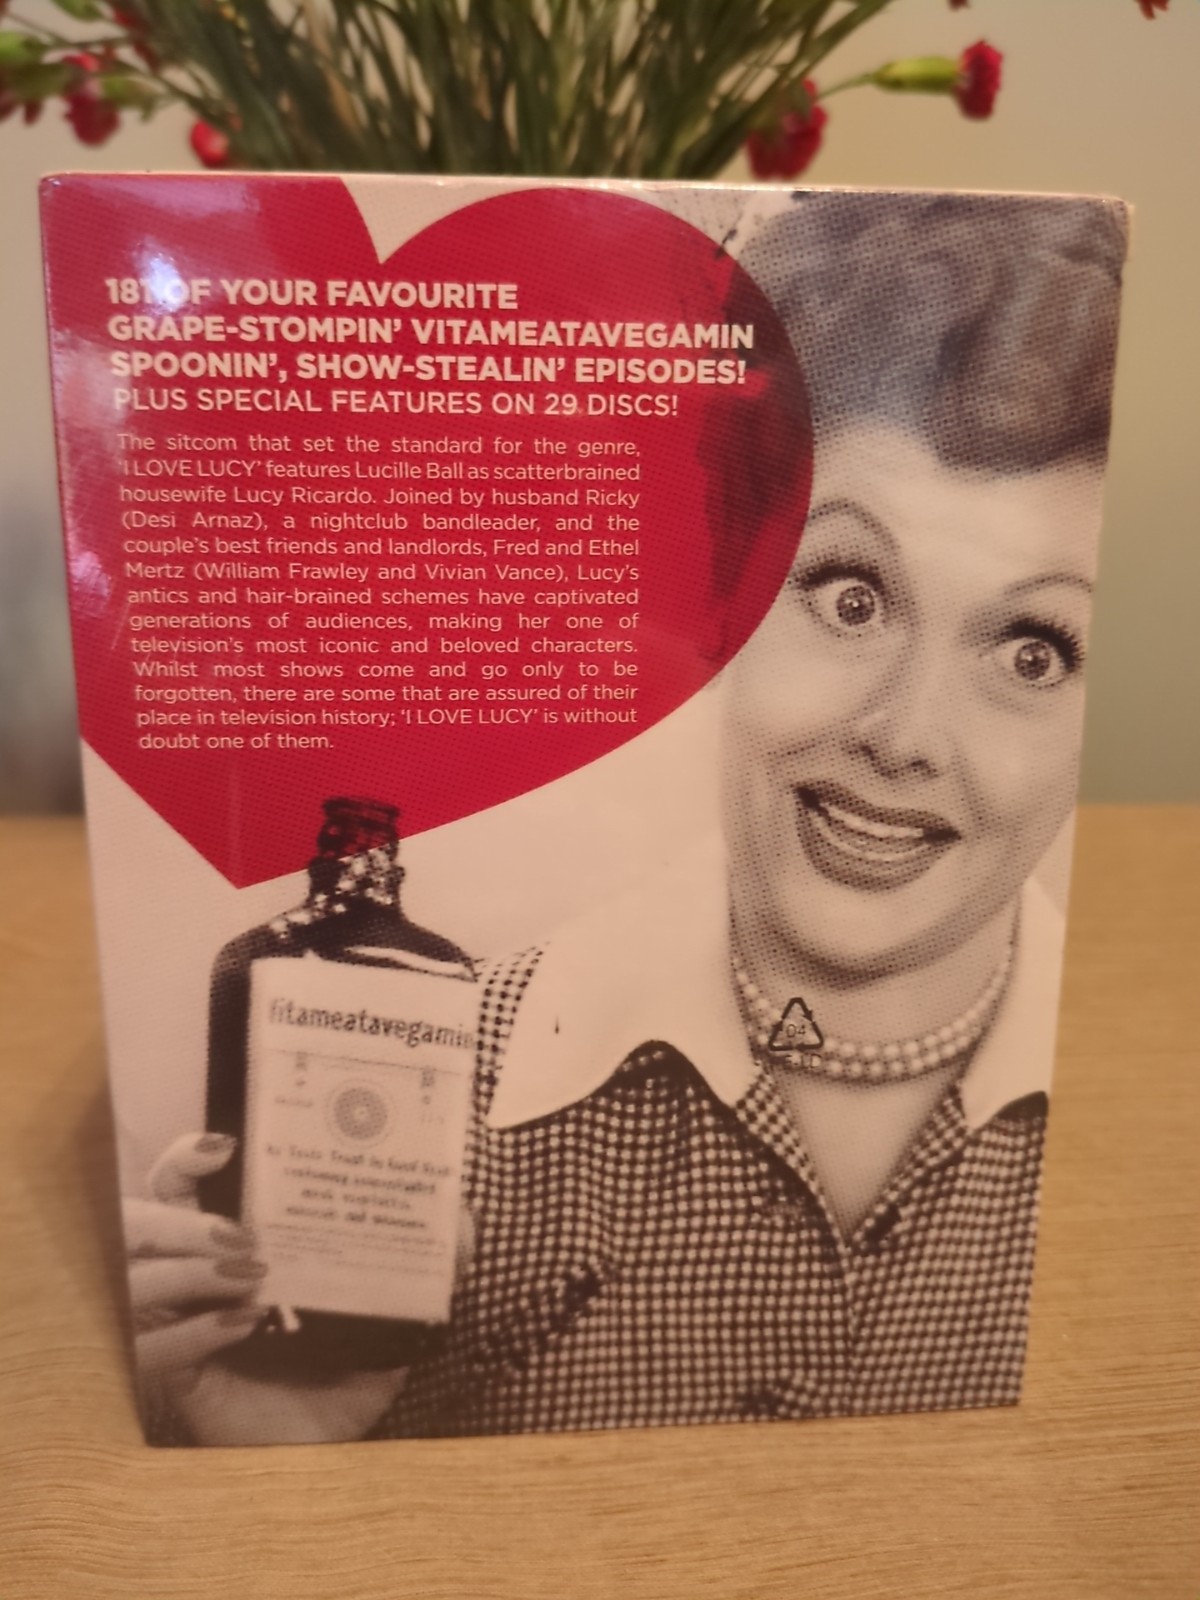 181 OF YOUR FAVOURITE
GRAPE-STOMPIN' VITAMEATAVEGAMIN
SPOONIN', SHOW-STEALIN' EPISODES!
PLUS SPECIAL FEATURES ON 29 DISCS!
The sitcom that set the standard for the genre,
'I LOVE LUCY' features Lucille Ball as scatterbrained
housewife Lucy Ricardo. Joined by husband Ricky
(Desi Arnaz), a nightclub bandleader, and the
couple's best friends and landlords, Fred and Ethel
Mertz (William Frawley and Vivian Vance), Lucy's
antics and hair-brained schemes have captivated
generations of audiences, making her one of
television's most iconic and beloved characters.
Whilst most shows come and go only to be
forgotten, there are some that are assured of their
place in television history; 'I LOVE LUCY' is without
doubt one of them.
Vitameatavegamin
04